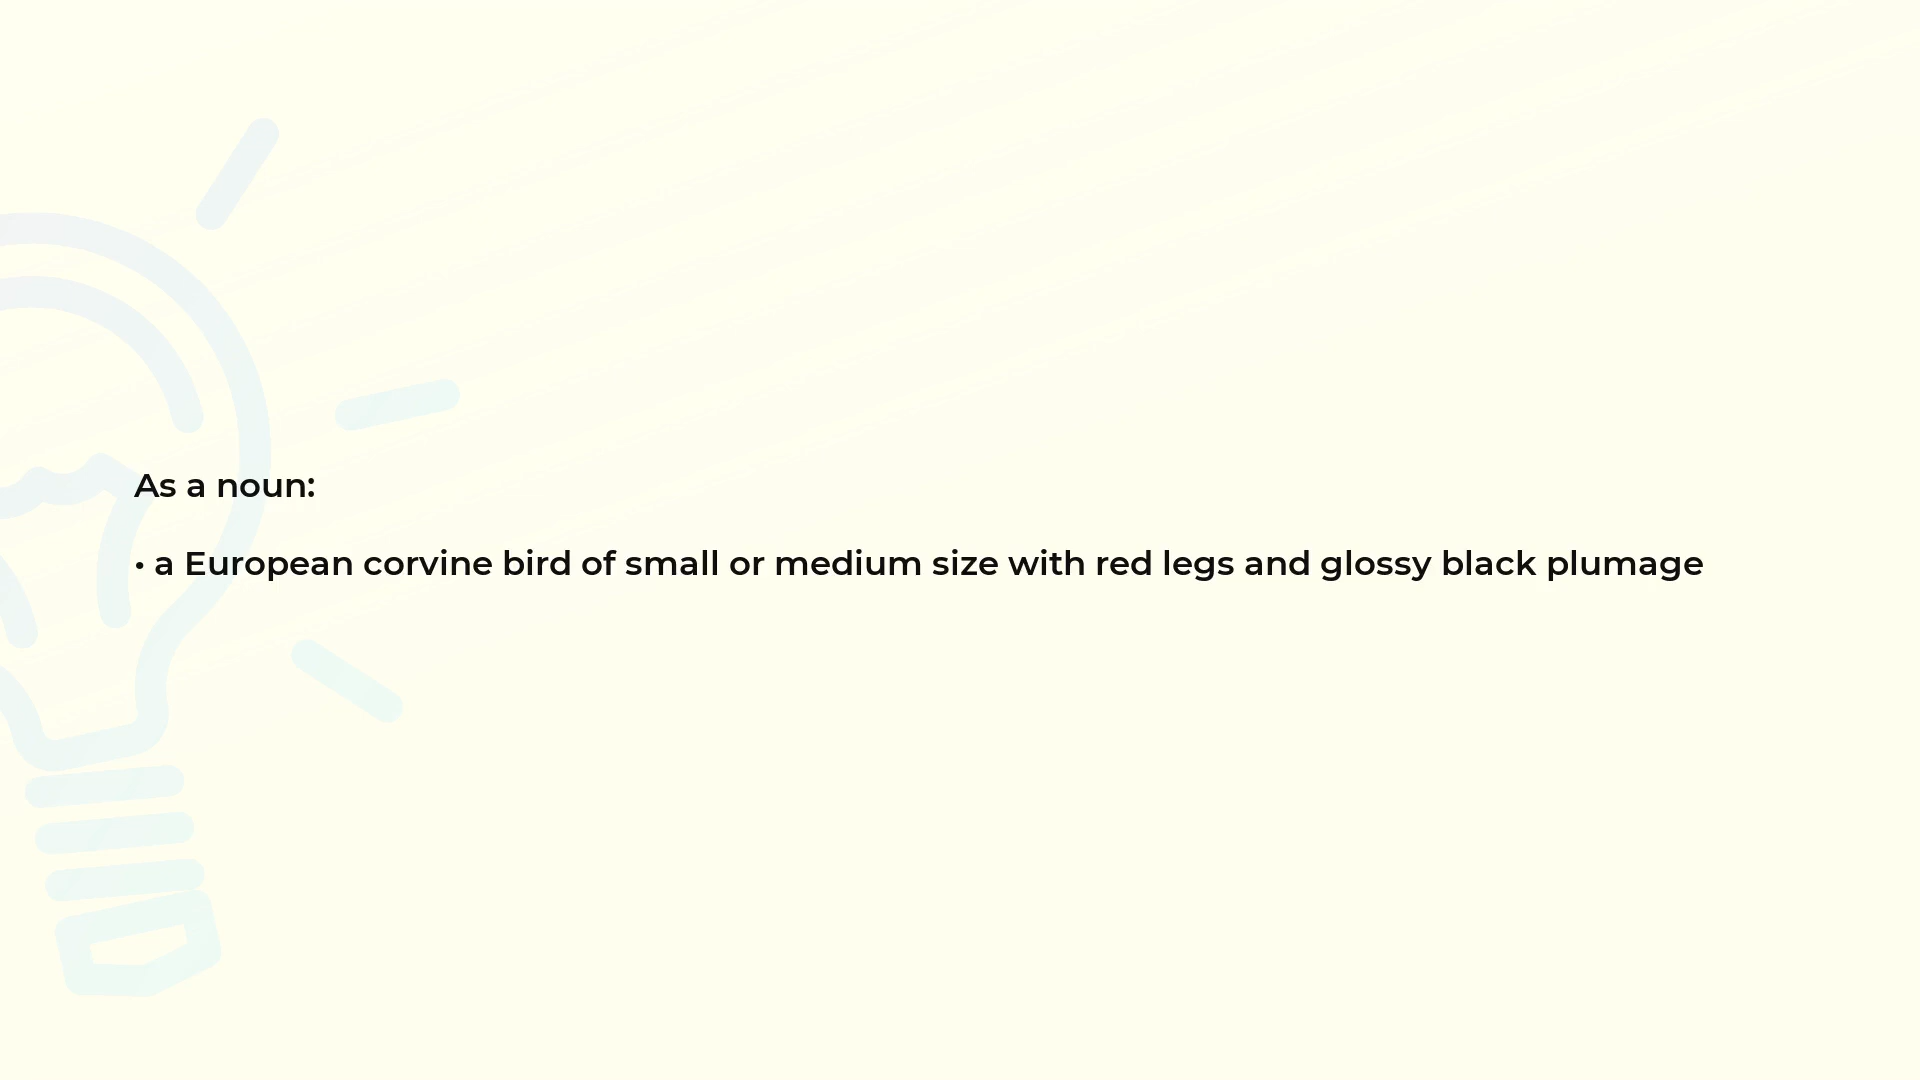 As a noun:
• a European corvine bird of small or medium size with red legs and glossy black plumage